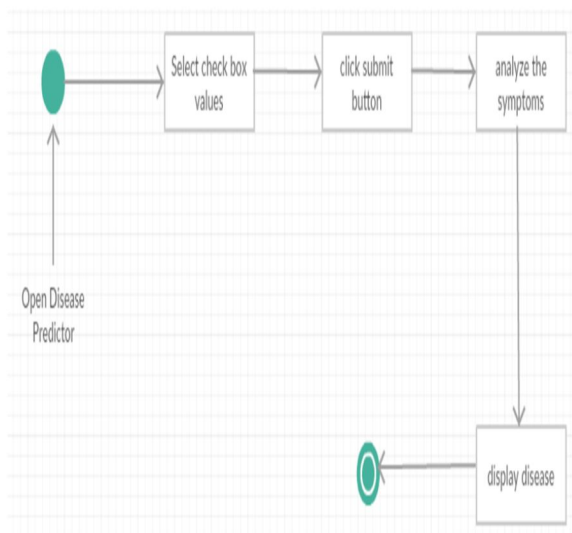 Select check box
values
click submit
button
analyze the
symptoms
Open Disease
Predictor
display disease